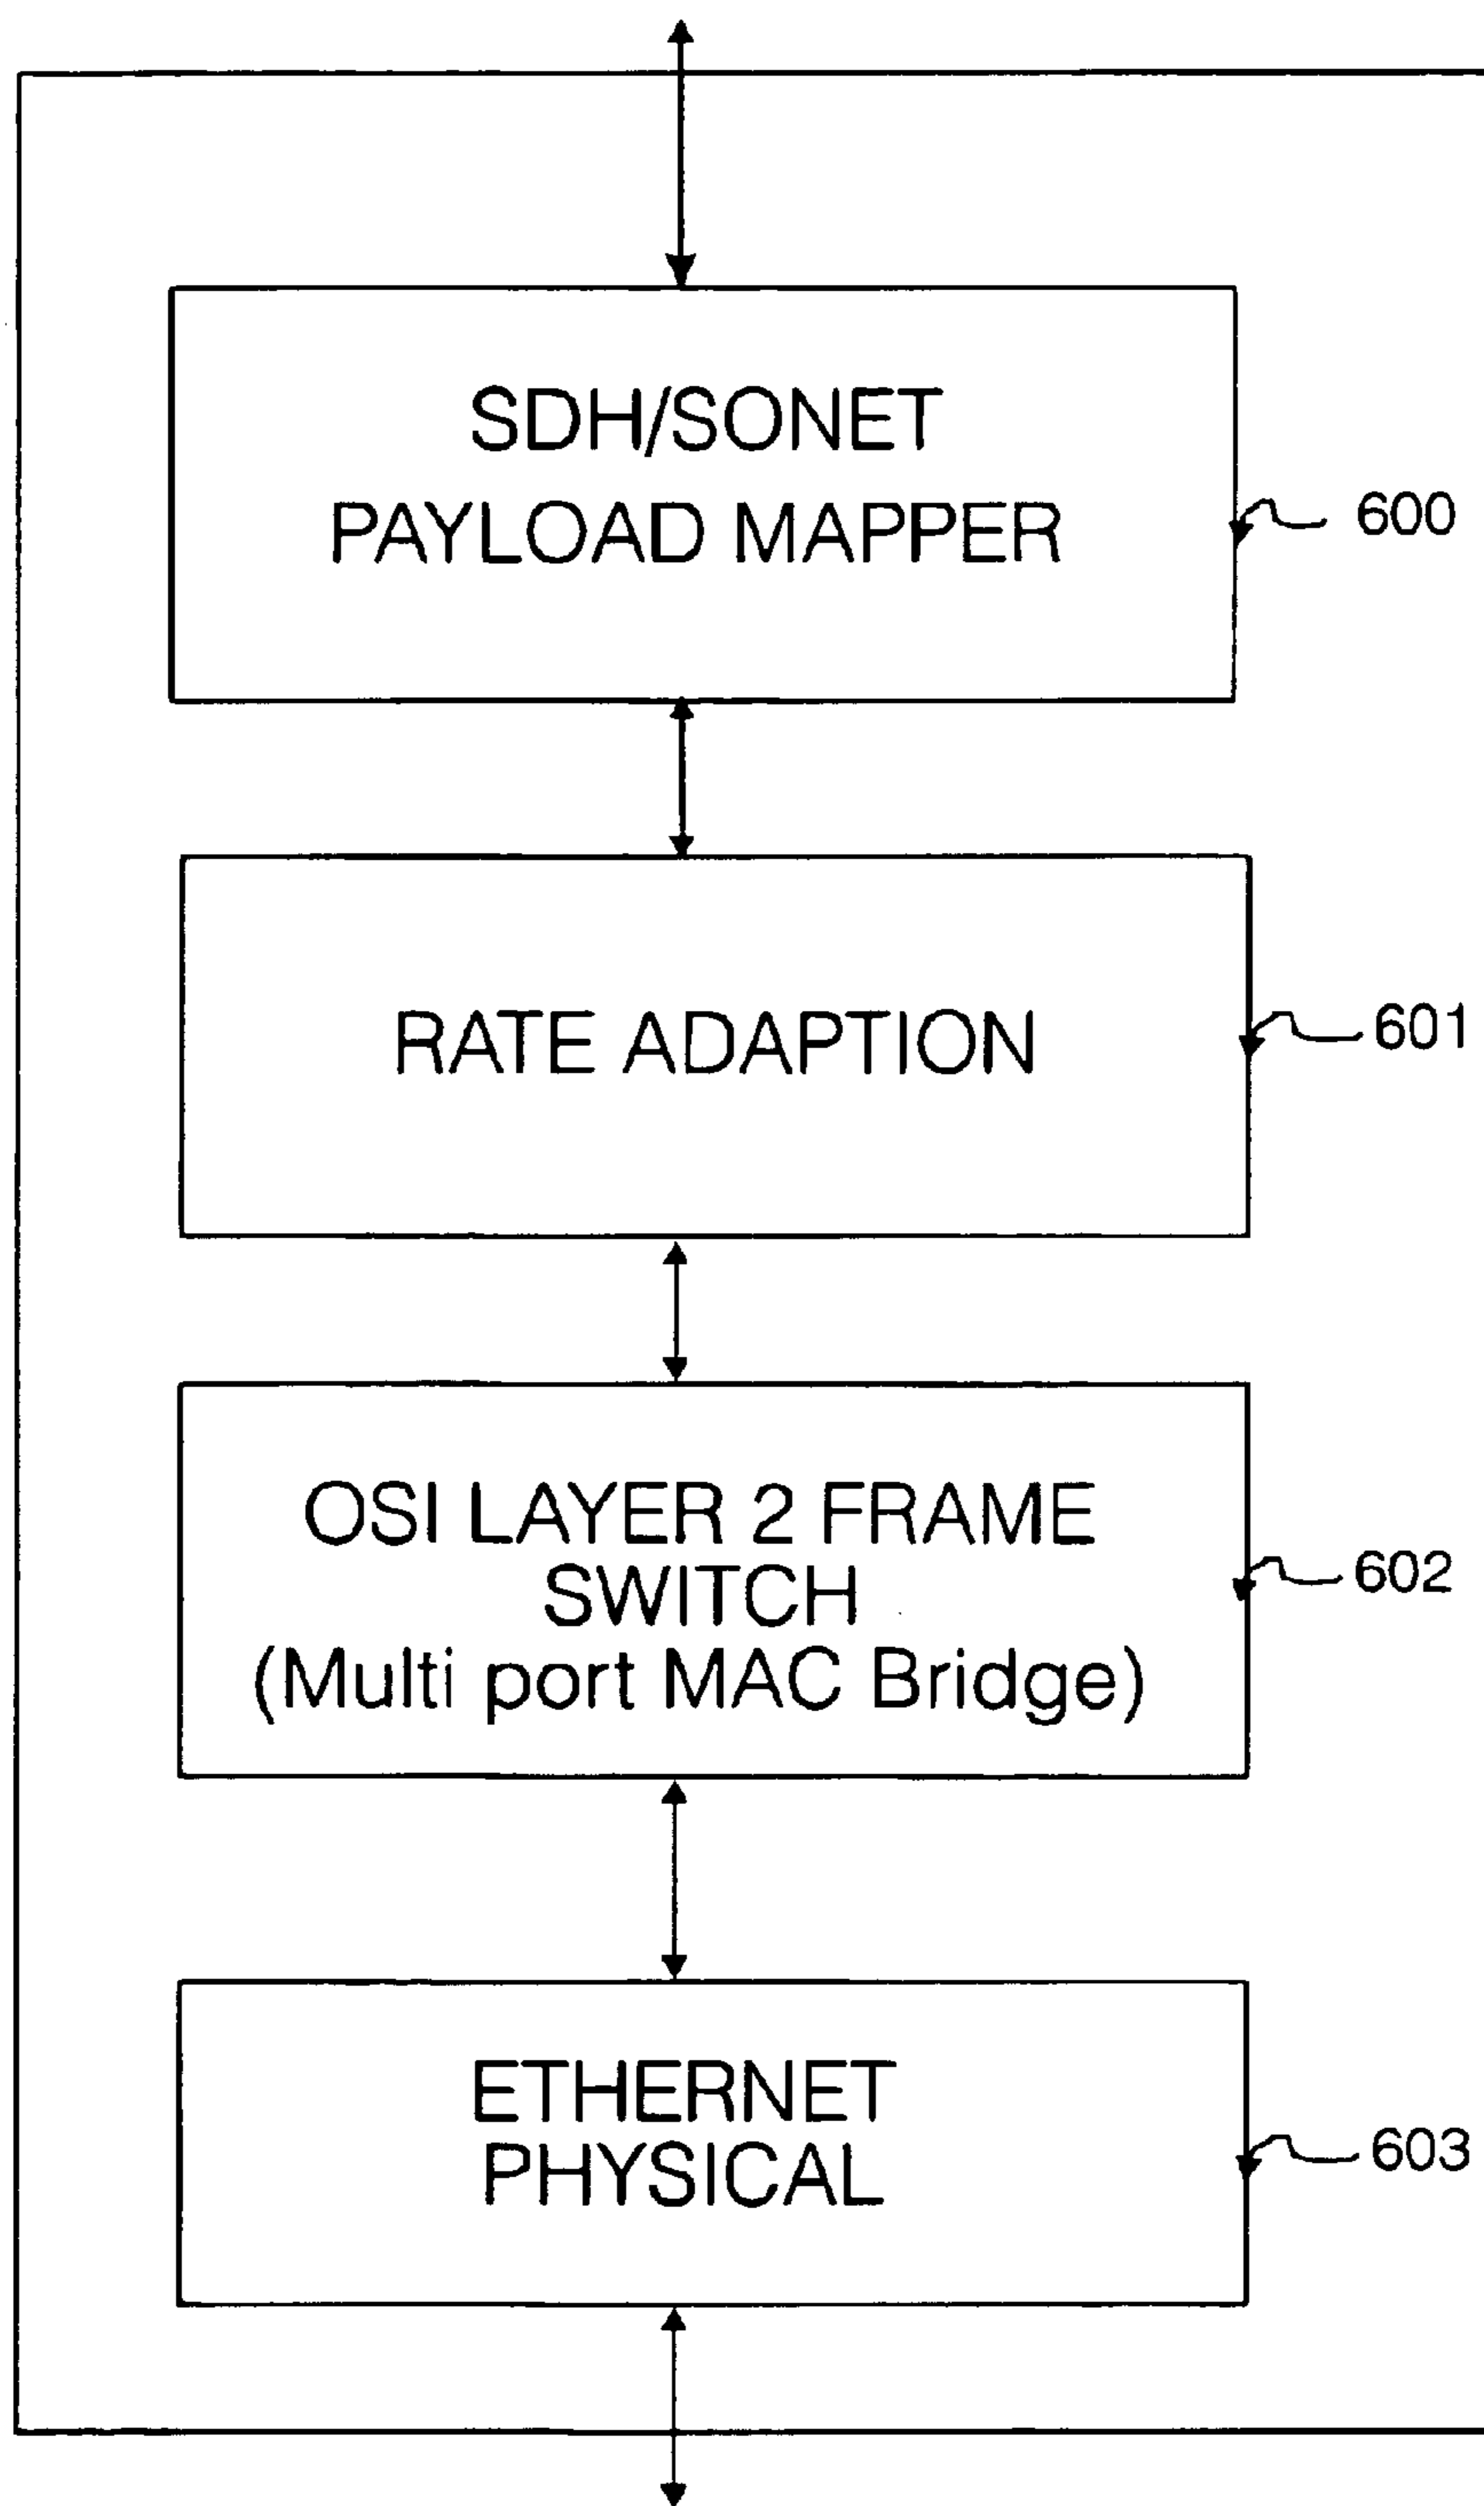 SDH/SONET
PAYLOAD MAPPER
600
RATE ADAPTION
601
OSI LAYER 2 FRAME
SWITCH
(Multi port MAC Bridge)
602
ETHERNET
PHYSICAL
603